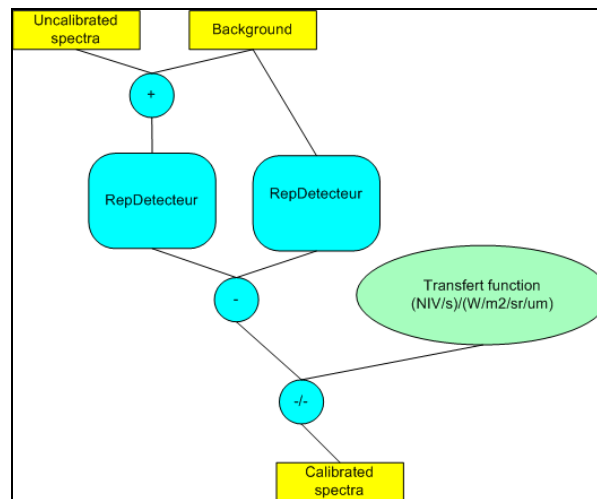 Uncalibrated
spectra
Background
+
RepDetecteur
RepDetecteur
-
Transfert function
(NIV/s)/(W/m2/sr/um)
-/-
Calibrated
spectra